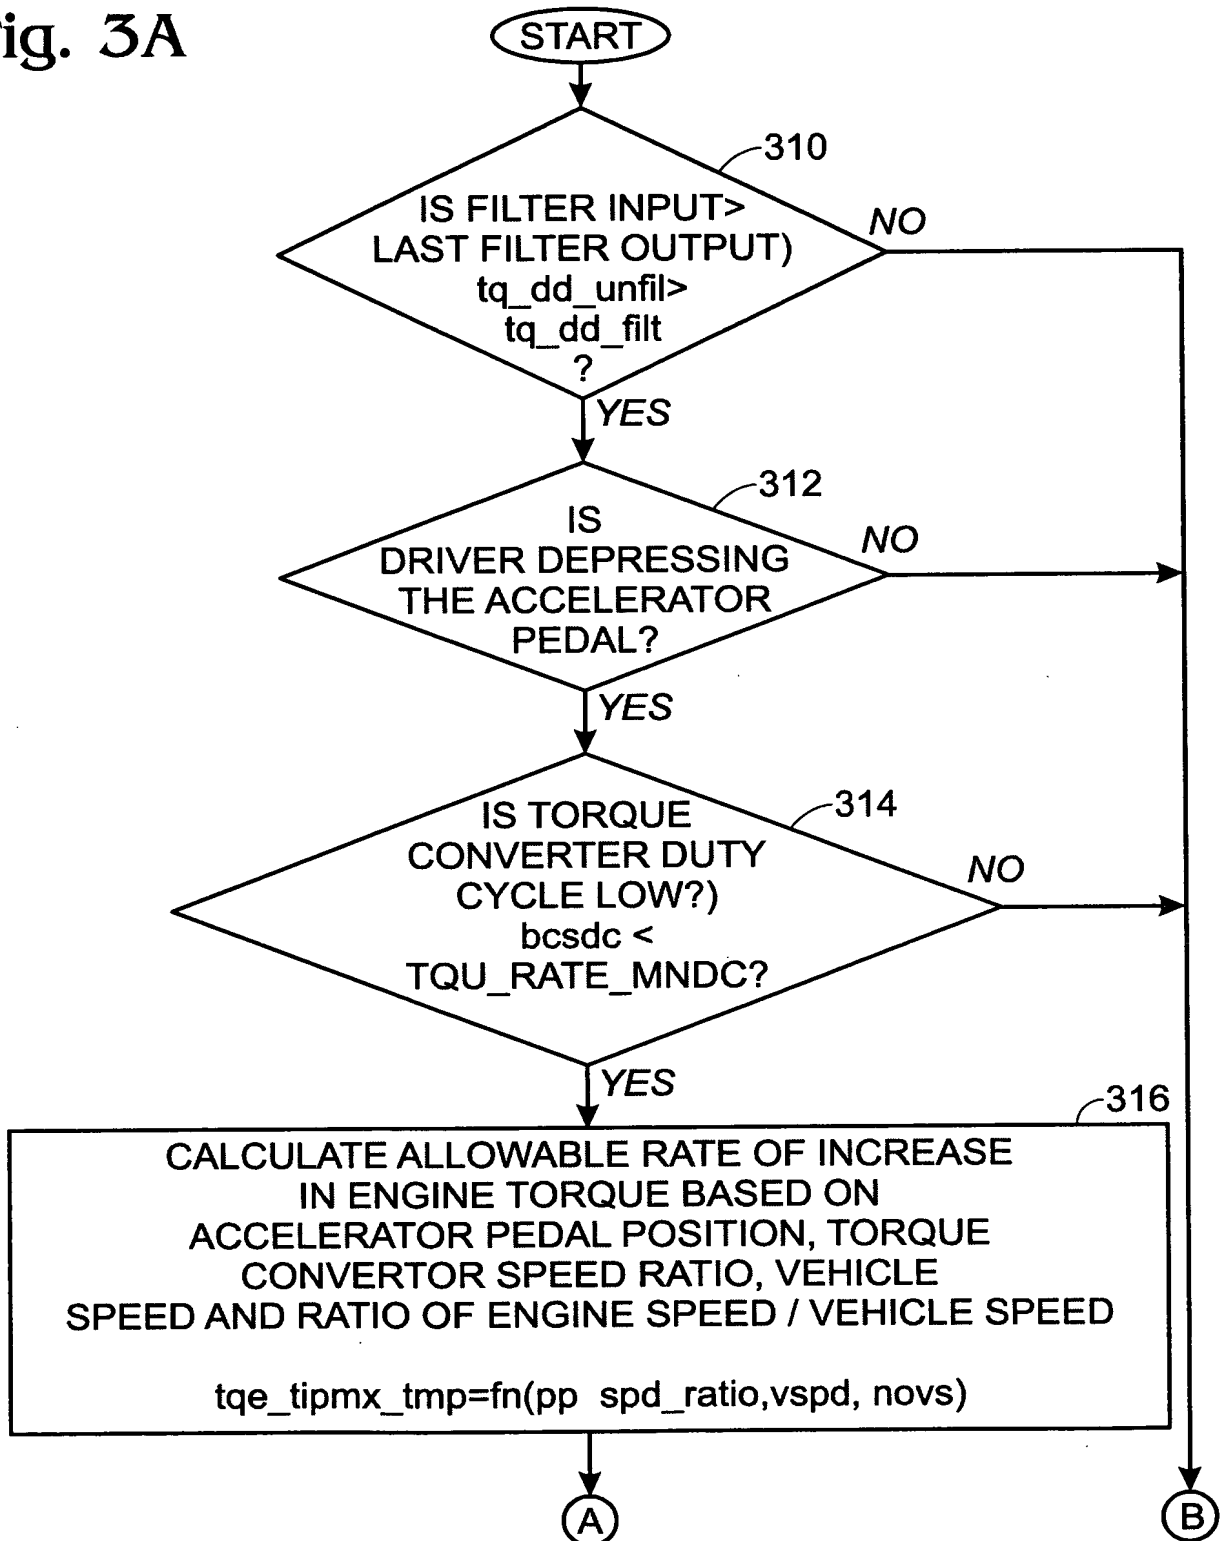 ig. 3A
START
310
IS FILTER INPUT>
LAST FILTER OUTPUT)
tq_dd_unfil>
tq_dd_filt
?
NO
YES
312
IS
DRIVER DEPRESSING
THE ACCELERATOR
PEDAL?
NO
YES
314
IS TORQUE
CONVERTER DUTY
CYCLE LOW?)
bcsdc <
TQU_RATE_MNDC?
NO
YES
316
CALCULATE ALLOWABLE RATE OF INCREASE
IN ENGINE TORQUE BASED ON
ACCELERATOR PEDAL POSITION, TORQUE
CONVERTOR SPEED RATIO, VEHICLE
SPEED AND RATIO OF ENGINE SPEED / VEHICLE SPEED
tqe_tipmx_tmp=fn(pp spd_ratio,vspd, novs)
A
B